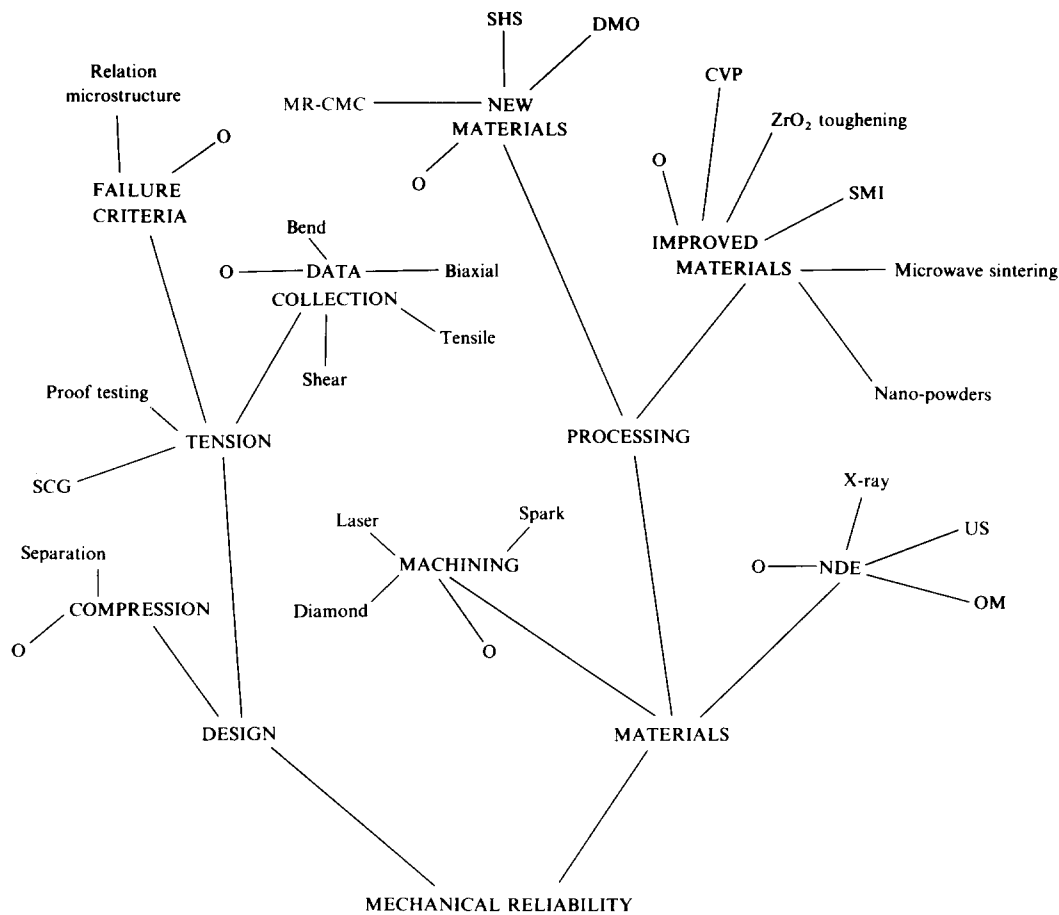 SHS
DMO
Relation
microstructure
CVP
MR-CMC
NEW
MATERIALS
ZrO₂ toughening
O
O
O
FAILURE
CRITERIA
SMI
Bend
IMPROVED
MATERIALS
O
DATA
COLLECTION
Biaxial
Microwave sintering
Tensile
Shear
Proof testing
Nano-powders
TENSION
PROCESSING
SCG
X-ray
Laser
Spark
US
Separation
MACHINING
O
NDE
COMPRESSION
Diamond
OM
O
O
DESIGN
MATERIALS
MECHANICAL RELIABILITY